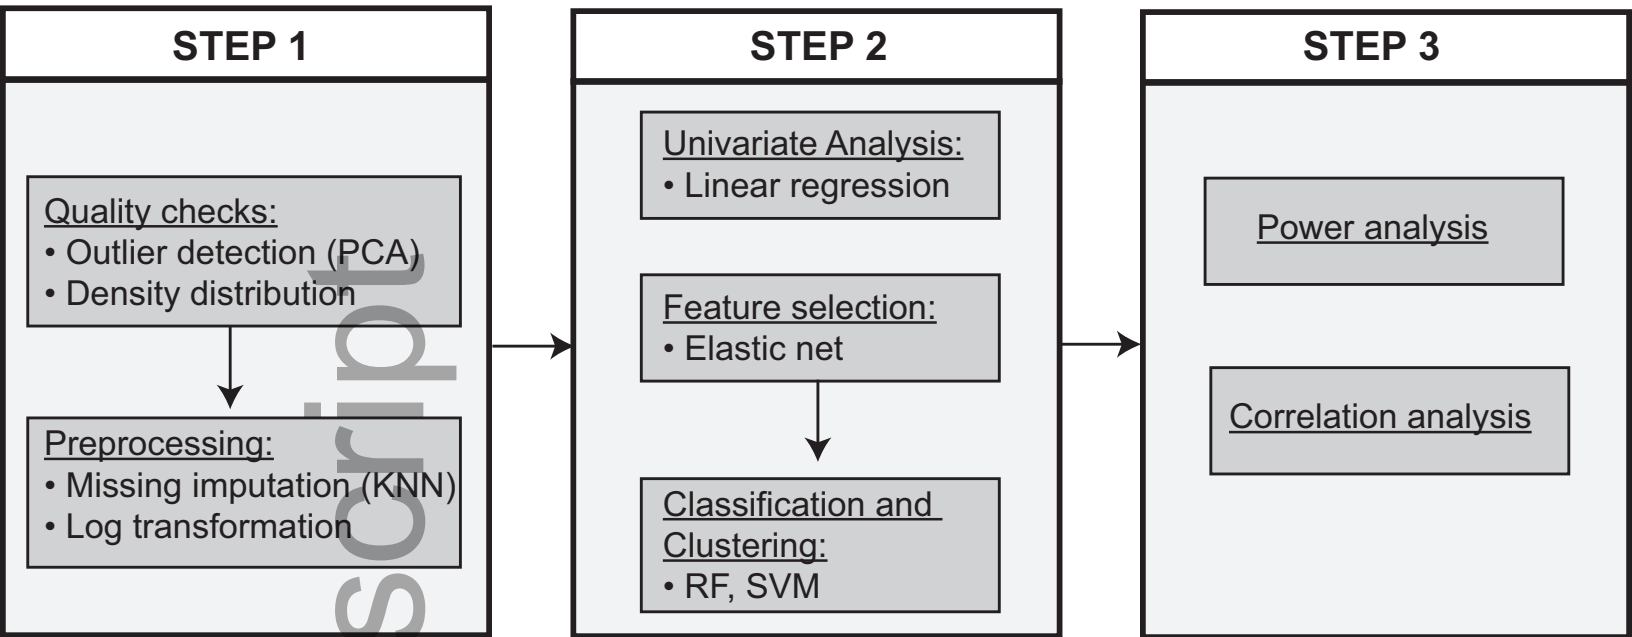 STEP 1
Quality checks:
• Outlier detection (PCA)
• Density distribution
Preprocessing:
• Missing imputation (KNN)
• Log transformation
STEP 2
Univariate Analysis:
• Linear regression
Feature selection:
• Elastic net
Classification and
Clustering:
• RF, SVM
STEP 3
Power analysis
Correlation analysis
script